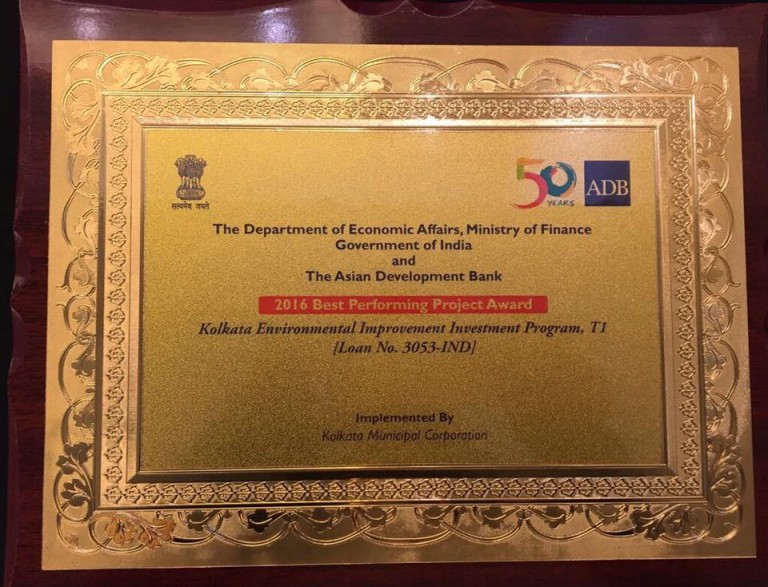 सत्यमेव जयते
50
YEARS
ADB
The Department of Economic Affairs, Ministry of Finance
Government of India
and
The Asian Development Bank
2016 Best Performing Project Award
Kolkata Environmental Improvement Investment Program, T1
[Loan No. 3053-IND]
Implemented By
Kolkata Municipal Corporation